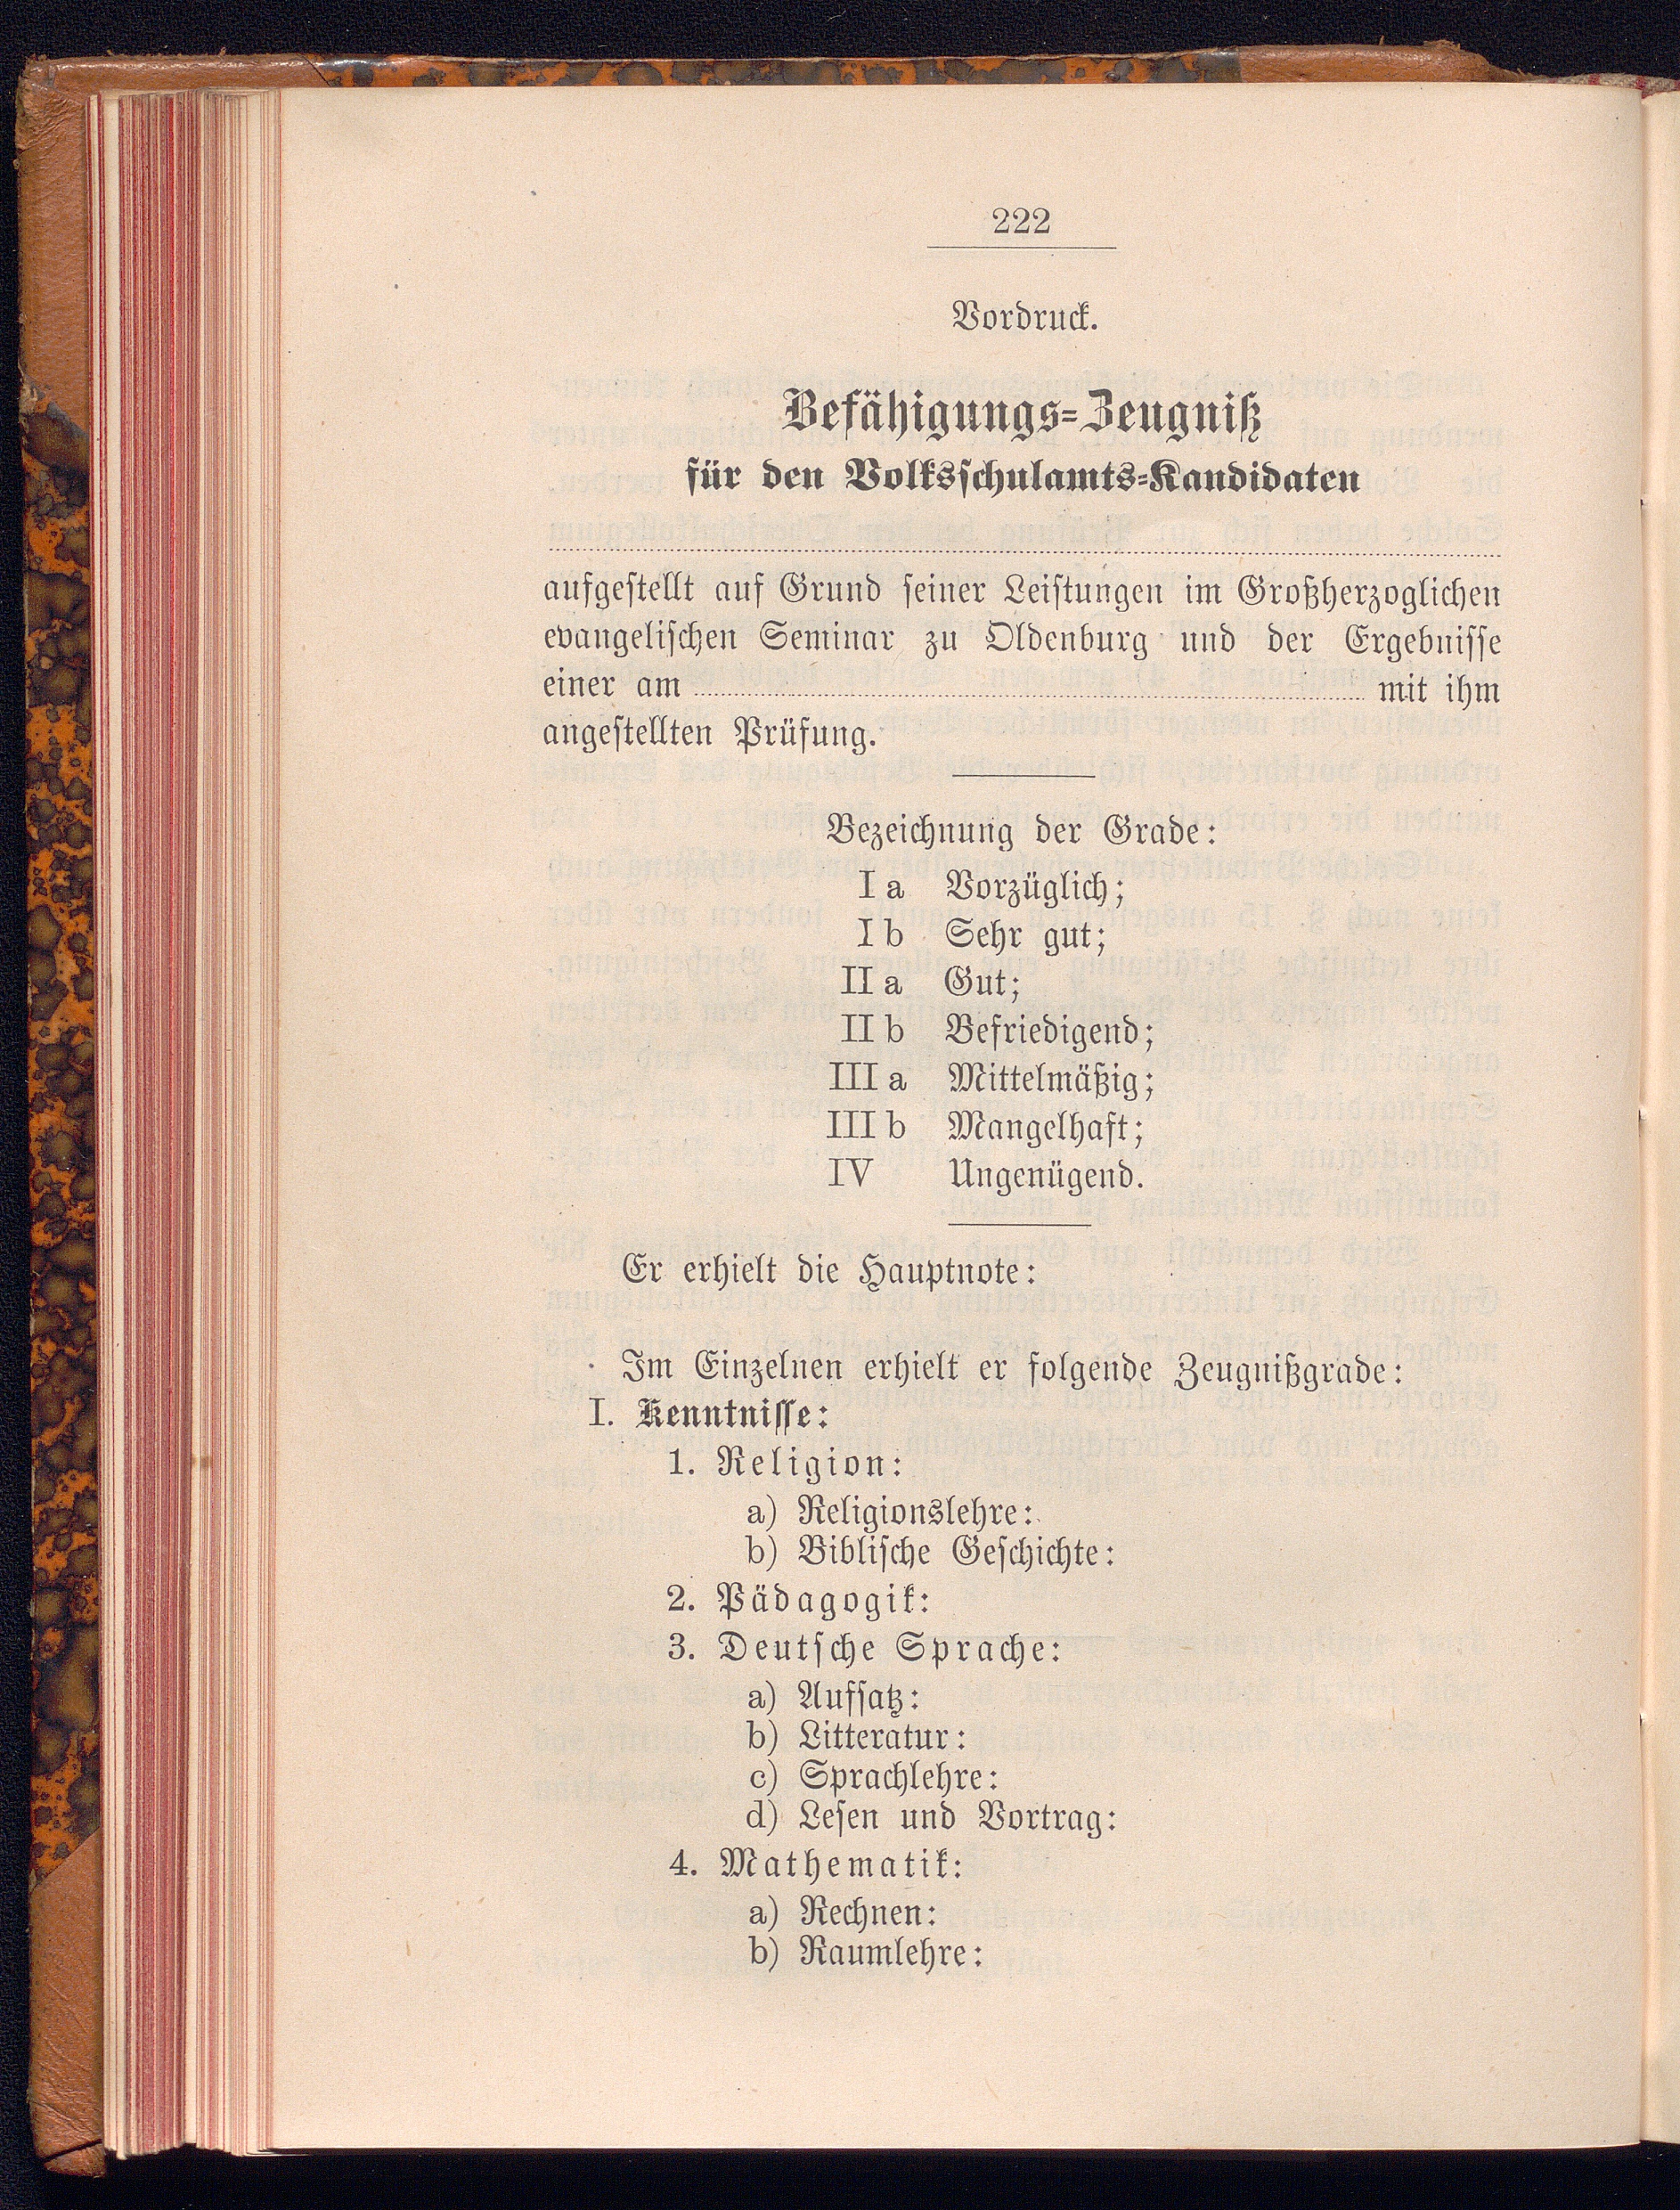 222
Vordruck.
Befähigungs-Zeugniß
für den Volksschulamts-Kandidaten
aufgestellt auf Grund seiner Leistungen im Großherzoglichen
evangelischen Seminar zu Oldenburg und der Ergebnisse
einer am ........ mit ihm
angestellten Prüfung.
Bezeichnung der Grade:
I a Vorzüglich;
I b Sehr gut;
II a Gut;
II b Befriedigend;
III a Mittelmäßig;
III b Mangelhaft;
IV Ungenügend.
Er erhielt die Hauptnote:
Im Einzelnen erhielt er folgende Zeugnißgrade:
I. Kenntnisse:
1. Religion:
a) Religionslehre:
b) Biblische Geschichte:
2. Pädagogik:
3. Deutsche Sprache:
a) Aufsatz:
b) Litteratur:
c) Sprachlehre:
d) Lesen und Vortrag:
4. Mathematik:
a) Rechnen:
b) Raumlehre: